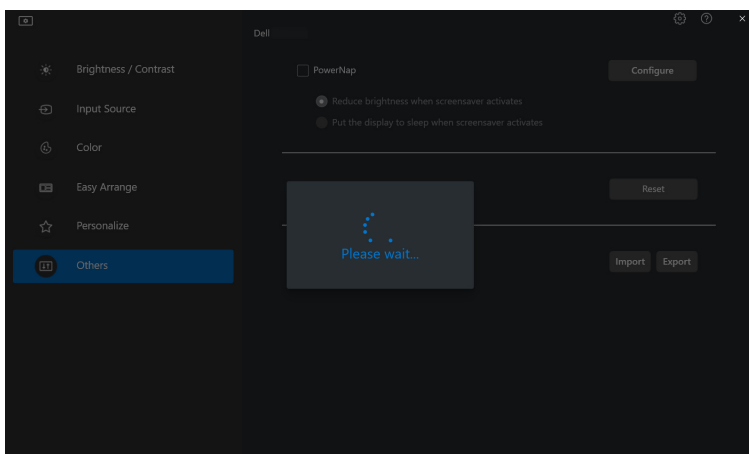 Dell
Brightness / Contrast
PowerNap
Configure
Reduce brightness when screensaver activates
Input Source
Put the display to sleep when screensaver activates
Color
Easy Arrange
Reset
Personalize
Please wait...
Others
Import
Export